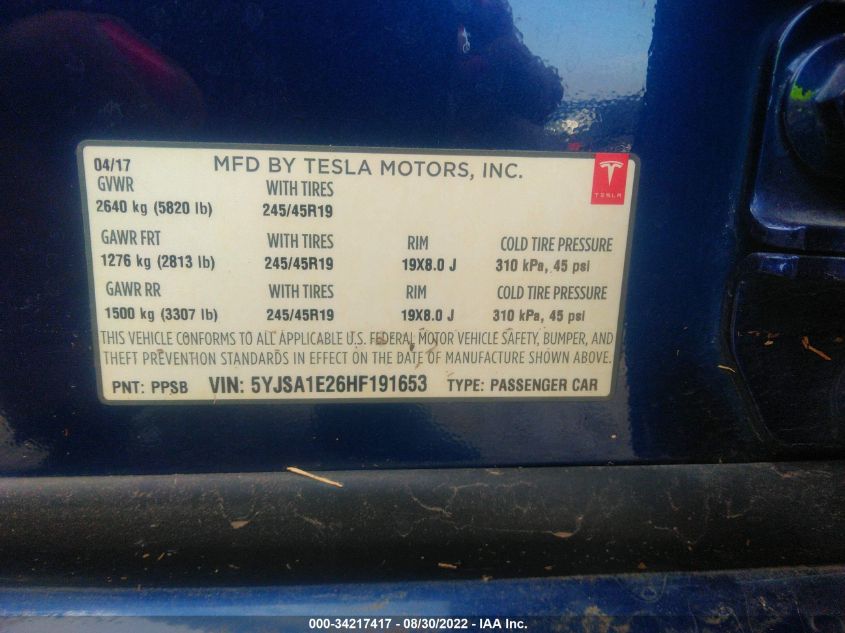 04/17 MFD BY TESLA MOTORS, INC.
TESLA
GVWR WITH TIRES
2640 kg (5820 lb) 245/45R19
GAWR FRT WITH TIRES RIM COLD TIRE PRESSURE
1276 kg (2813 lb) 245/45R19 19X8.0 J 310 kPa, 45 psi
GAWR RR WITH TIRES RIM COLD TIRE PRESSURE
1500 kg (3307 lb) 245/45R19 19X8.0 J 310 kPa, 45 psi
THIS VEHICLE CONFORMS TO ALL APPLICABLE U.S. FEDERAL MOTOR VEHICLE SAFETY, BUMPER, AND
THEFT PREVENTION STANDARDS IN EFFECT ON THE DATE OF MANUFACTURE SHOWN ABOVE.
PNT: PPSB VIN: 5YJSA1E26HF191653 TYPE: PASSENGER CAR
000-34217417 - 08/30/2022 - IAA Inc.